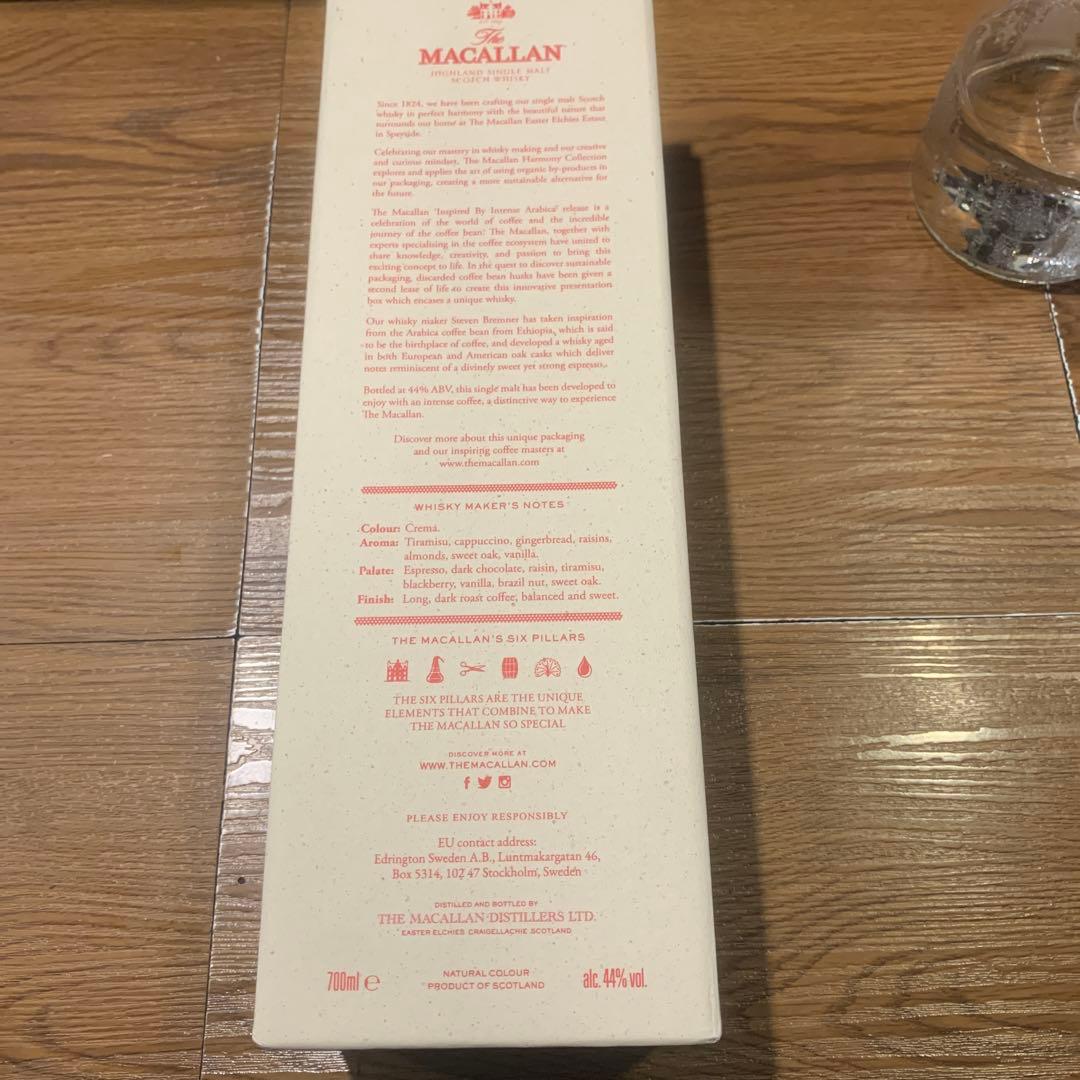 The
MACALLAN
HIGHLAND SINGLE MALT
SCOTCH WHISKY
Since 1824, we have been crafting our single malt Scotch
whisky in perfect harmony with the beautiful nature that
surrounds our home at The Macallan Easter Elchies Estate
in Speyside.
Celebrating our mastery in whisky making and our creative
and curious mindset, The Macallan Harmony Collection
explores and applies the art of using organic by-products in
our packaging, creating a more sustainable alternative for
the future.
The Macallan 'Inspired By Intense Arabica' release is a
celebration of the world of coffee and the incredible
journey of the coffee bean. The Macallan, together with
experts specialising in the coffee ecosystem have united to
share knowledge, creativity, and passion to bring this
exciting concept to life. In the quest to discover sustainable
packaging, discarded coffee bean husks have been given a
second lease of life to create this innovative presentation
box which encases a unique whisky.
Our whisky maker Steven Bremner has taken inspiration
from the Arabica coffee bean from Ethiopia, which is said
to be the birthplace of coffee, and developed a whisky aged
in both European and American oak casks which deliver
notes reminiscent of a divinely sweet yet strong espresso.
Bottled at 44% ABV, this single malt has been developed to
enjoy with an intense coffee, a distinctive way to experience
The Macallan.
Discover more about this unique packaging
and our inspiring coffee masters at
www.themacallan.com
WHISKY MAKER'S NOTES
Colour: Crema.
Aroma: Tiramisu, cappuccino, gingerbread, raisins,
almonds, sweet oak, vanilla.
Palate: Espresso, dark chocolate, raisin, tiramisu,
blackberry, vanilla, brazil nut, sweet oak.
Finish: Long, dark roast coffee, balanced and sweet.
THE MACALLAN'S SIX PILLARS
THE SIX PILLARS ARE THE UNIQUE
ELEMENTS THAT COMBINE TO MAKE
THE MACALLAN SO SPECIAL
DISCOVER MORE AT
WWW.THEMACALLAN.COM
PLEASE ENJOY RESPONSIBLY
EU contact address:
Edrington Sweden A.B., Luntmakargatan 46,
Box 5314, 102 47 Stockholm, Sweden
DISTILLED AND BOTTLED BY
THE MACALLAN DISTILLERS LTD.
EASTER ELCHIES CRAIGELLACHIE SCOTLAND
700ml ℮ NATURAL COLOUR alc. 44% vol.
PRODUCT OF SCOTLAND